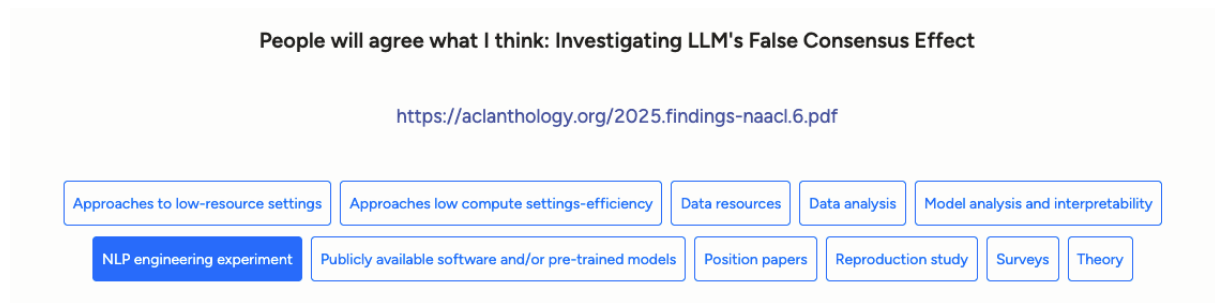 People will agree what I think: Investigating LLM's False Consensus Effect
https://aclanthology.org/2025.findings-naacl.6.pdf
Approaches to low-resource settings Approaches low compute settings-efficiency Data resources Data analysis Model analysis and interpretability
NLP engineering experiment Publicly available software and/or pre-trained models Position papers Reproduction study Surveys Theory